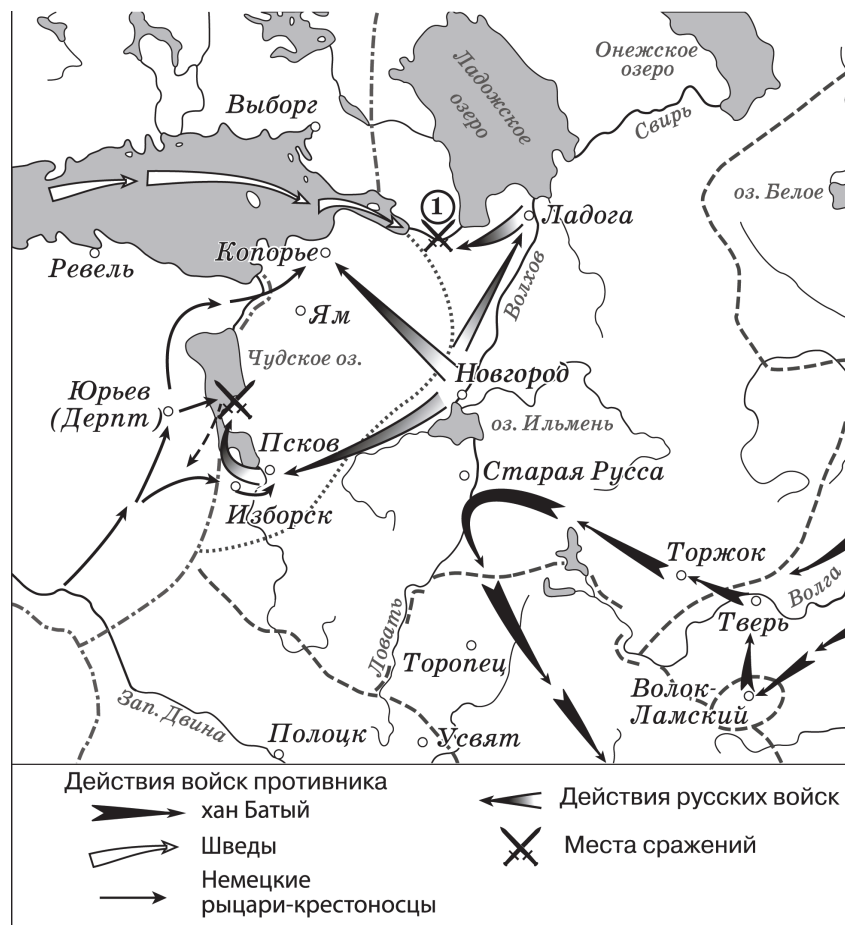 Онежское
озеро
Ладожское
озеро
Выборг
Свирь
оз. Белое
1
Ладога
Копорье
Ревель
Волхов
Ям
Чудское оз.
Новгород
Юрьев
(Дерпт)
оз. Ильмень
Псков
Старая Русса
Изборск
Торжок
Волга
Тверь
Ловать
Торопец
Волок-
Ламский
Зап. Двина
Полоцк
Усвят
Действия войск противника
хан Батый
Шведы
Немецкие
рыцари-крестоносцы
Действия русских войск
Места сражений